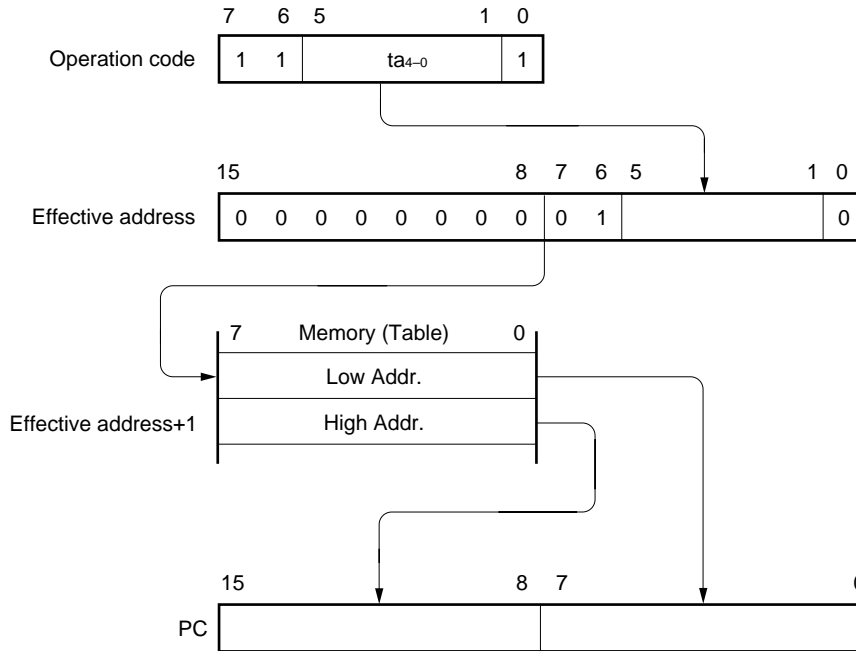 7 6 5 1 0
Operation code 1 1 ta4–0 1
15 8 7 6 5 1 0
Effective address 0 0 0 0 0 0 0 0 0 1 0
7 Memory (Table) 0
Low Addr.
Effective address+1 High Addr.
15 8 7
PC